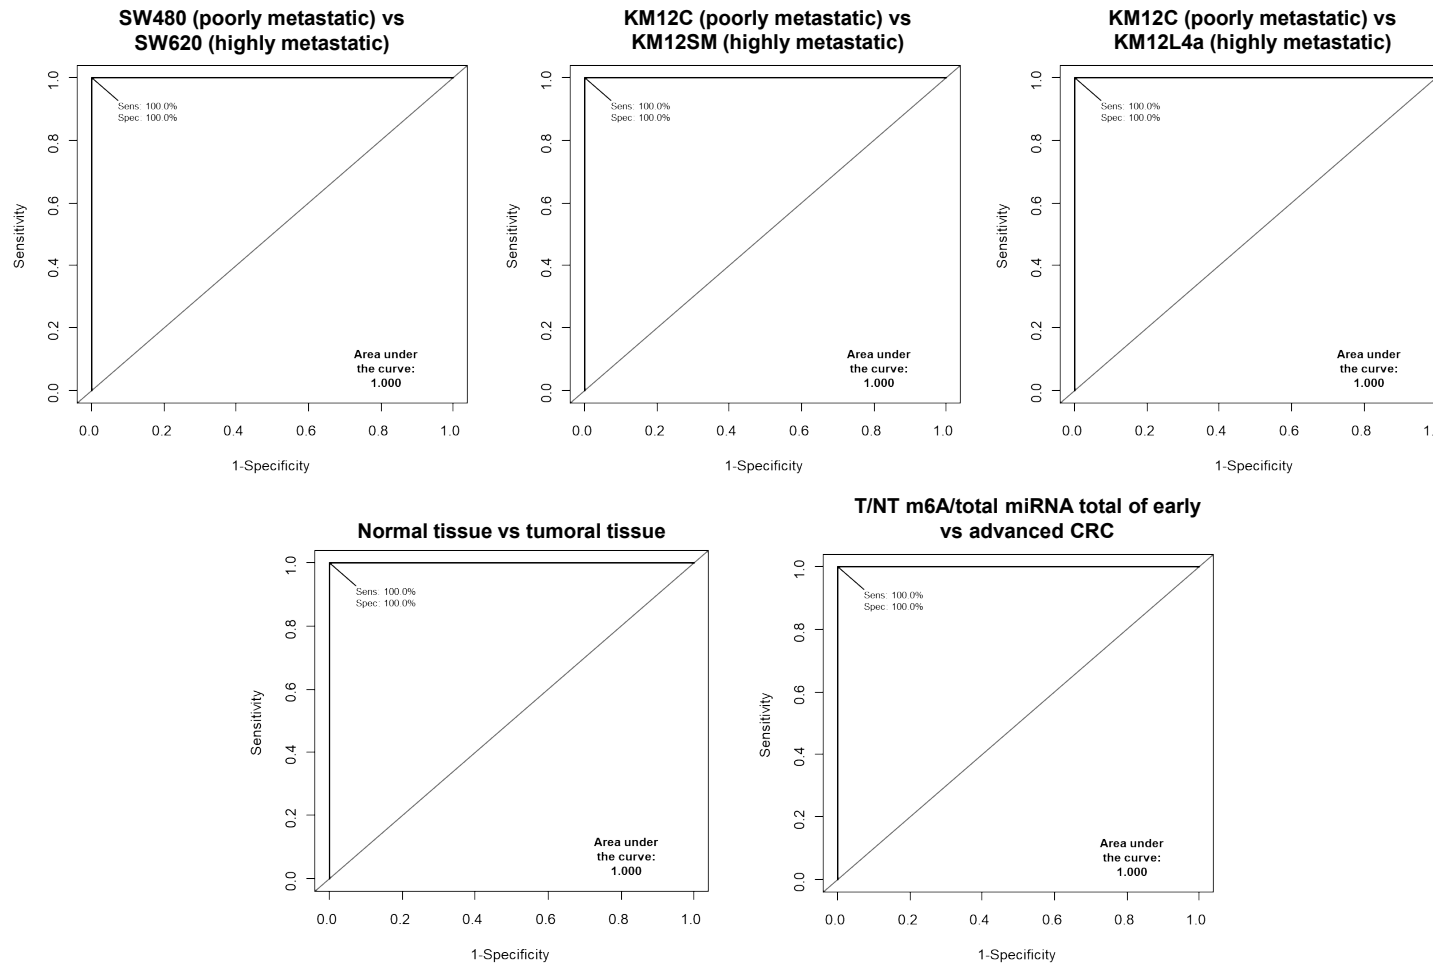 SW480 (poorly metastatic) vs
SW620 (highly metastatic)
1.0
0.8
0.6
0.4
0.2
0.0
Sensitivity
Sens: 100.0%
Spec: 100.0%
Area under
the curve:
1.000
0.0 0.2 0.4 0.6 0.8 1.0
1-Specificity
KM12C (poorly metastatic) vs
KM12SM (highly metastatic)
1.0
0.8
0.6
0.4
0.2
0.0
Sensitivity
Sens: 100.0%
Spec: 100.0%
Area under
the curve:
1.000
0.0 0.2 0.4 0.6 0.8 1.0
1-Specificity
KM12C (poorly metastatic) vs
KM12L4a (highly metastatic)
1.0
0.8
0.6
0.4
0.2
0.0
Sensitivity
Sens: 100.0%
Spec: 100.0%
Area under
the curve:
1.000
0.0 0.2 0.4 0.6 0.8
1-Specificity
Normal tissue vs tumoral tissue
1.0
0.8
0.6
0.4
0.2
0.0
Sensitivity
Sens: 100.0%
Spec: 100.0%
Area under
the curve:
1.000
0.0 0.2 0.4 0.6 0.8 1.0
1-Specificity
T/NT m6A/total miRNA total of early
vs advanced CRC
1.0
0.8
0.6
0.4
0.2
0.0
Sensitivity
Sens: 100.0%
Spec: 100.0%
Area under
the curve:
1.000
0.0 0.2 0.4 0.6 0.8 1.0
1-Specificity